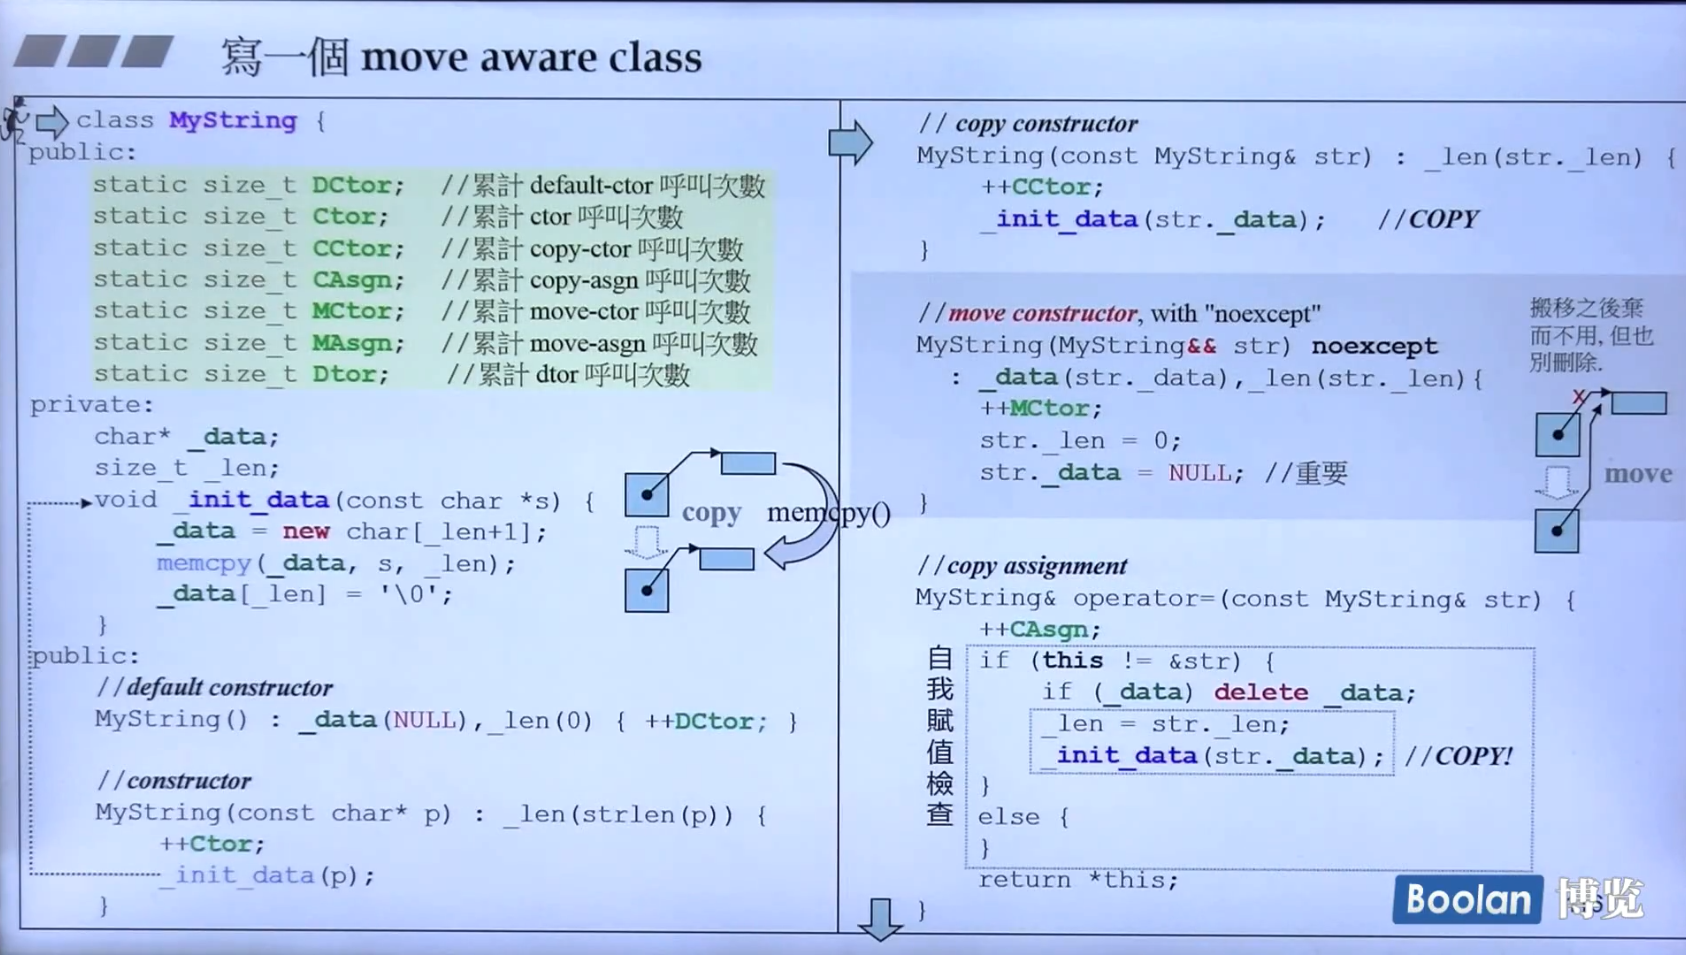 寫一個 move aware class
class MyString {
public:
static size_t DCtor; //累計 default-ctor 呼叫次數
static size_t Ctor; //累計 ctor 呼叫次數
static size_t CCtor; //累計 copy-ctor 呼叫次數
static size_t CAsgn; //累計 copy-asgn 呼叫次數
static size_t MCtor; //累計 move-ctor 呼叫次數
static size_t MAsgn; //累計 move-asgn 呼叫次數
static size_t Dtor; //累計 dtor 呼叫次數
private:
char* _data;
size_t _len;
void _init_data(const char *s) {
_data = new char[_len+1];
memcpy(_data, s, _len);
_data[_len] = '\0';
}
copy memcpy()
public:
//default constructor
MyString() : _data(NULL),_len(0) { ++DCtor; }
//constructor
MyString(const char* p) : _len(strlen(p)) {
++Ctor;
_init_data(p);
}
// copy constructor
MyString(const MyString& str) : _len(str._len) {
++CCtor;
_init_data(str._data); //COPY
}
//move constructor, with "noexcept"
MyString(MyString&& str) noexcept
: _data(str._data),_len(str._len){
++MCtor;
str._len = 0;
str._data = NULL; //重要
}
搬移之後棄
而不用, 但也
別刪除.
x
move
//copy assignment
MyString& operator=(const MyString& str) {
++CAsgn;
自我賦值檢查
if (this != &str) {
if (_data) delete _data;
_len = str._len;
_init_data(str._data); //COPY!
}
else {
}
return *this;
}
Boolan 博览